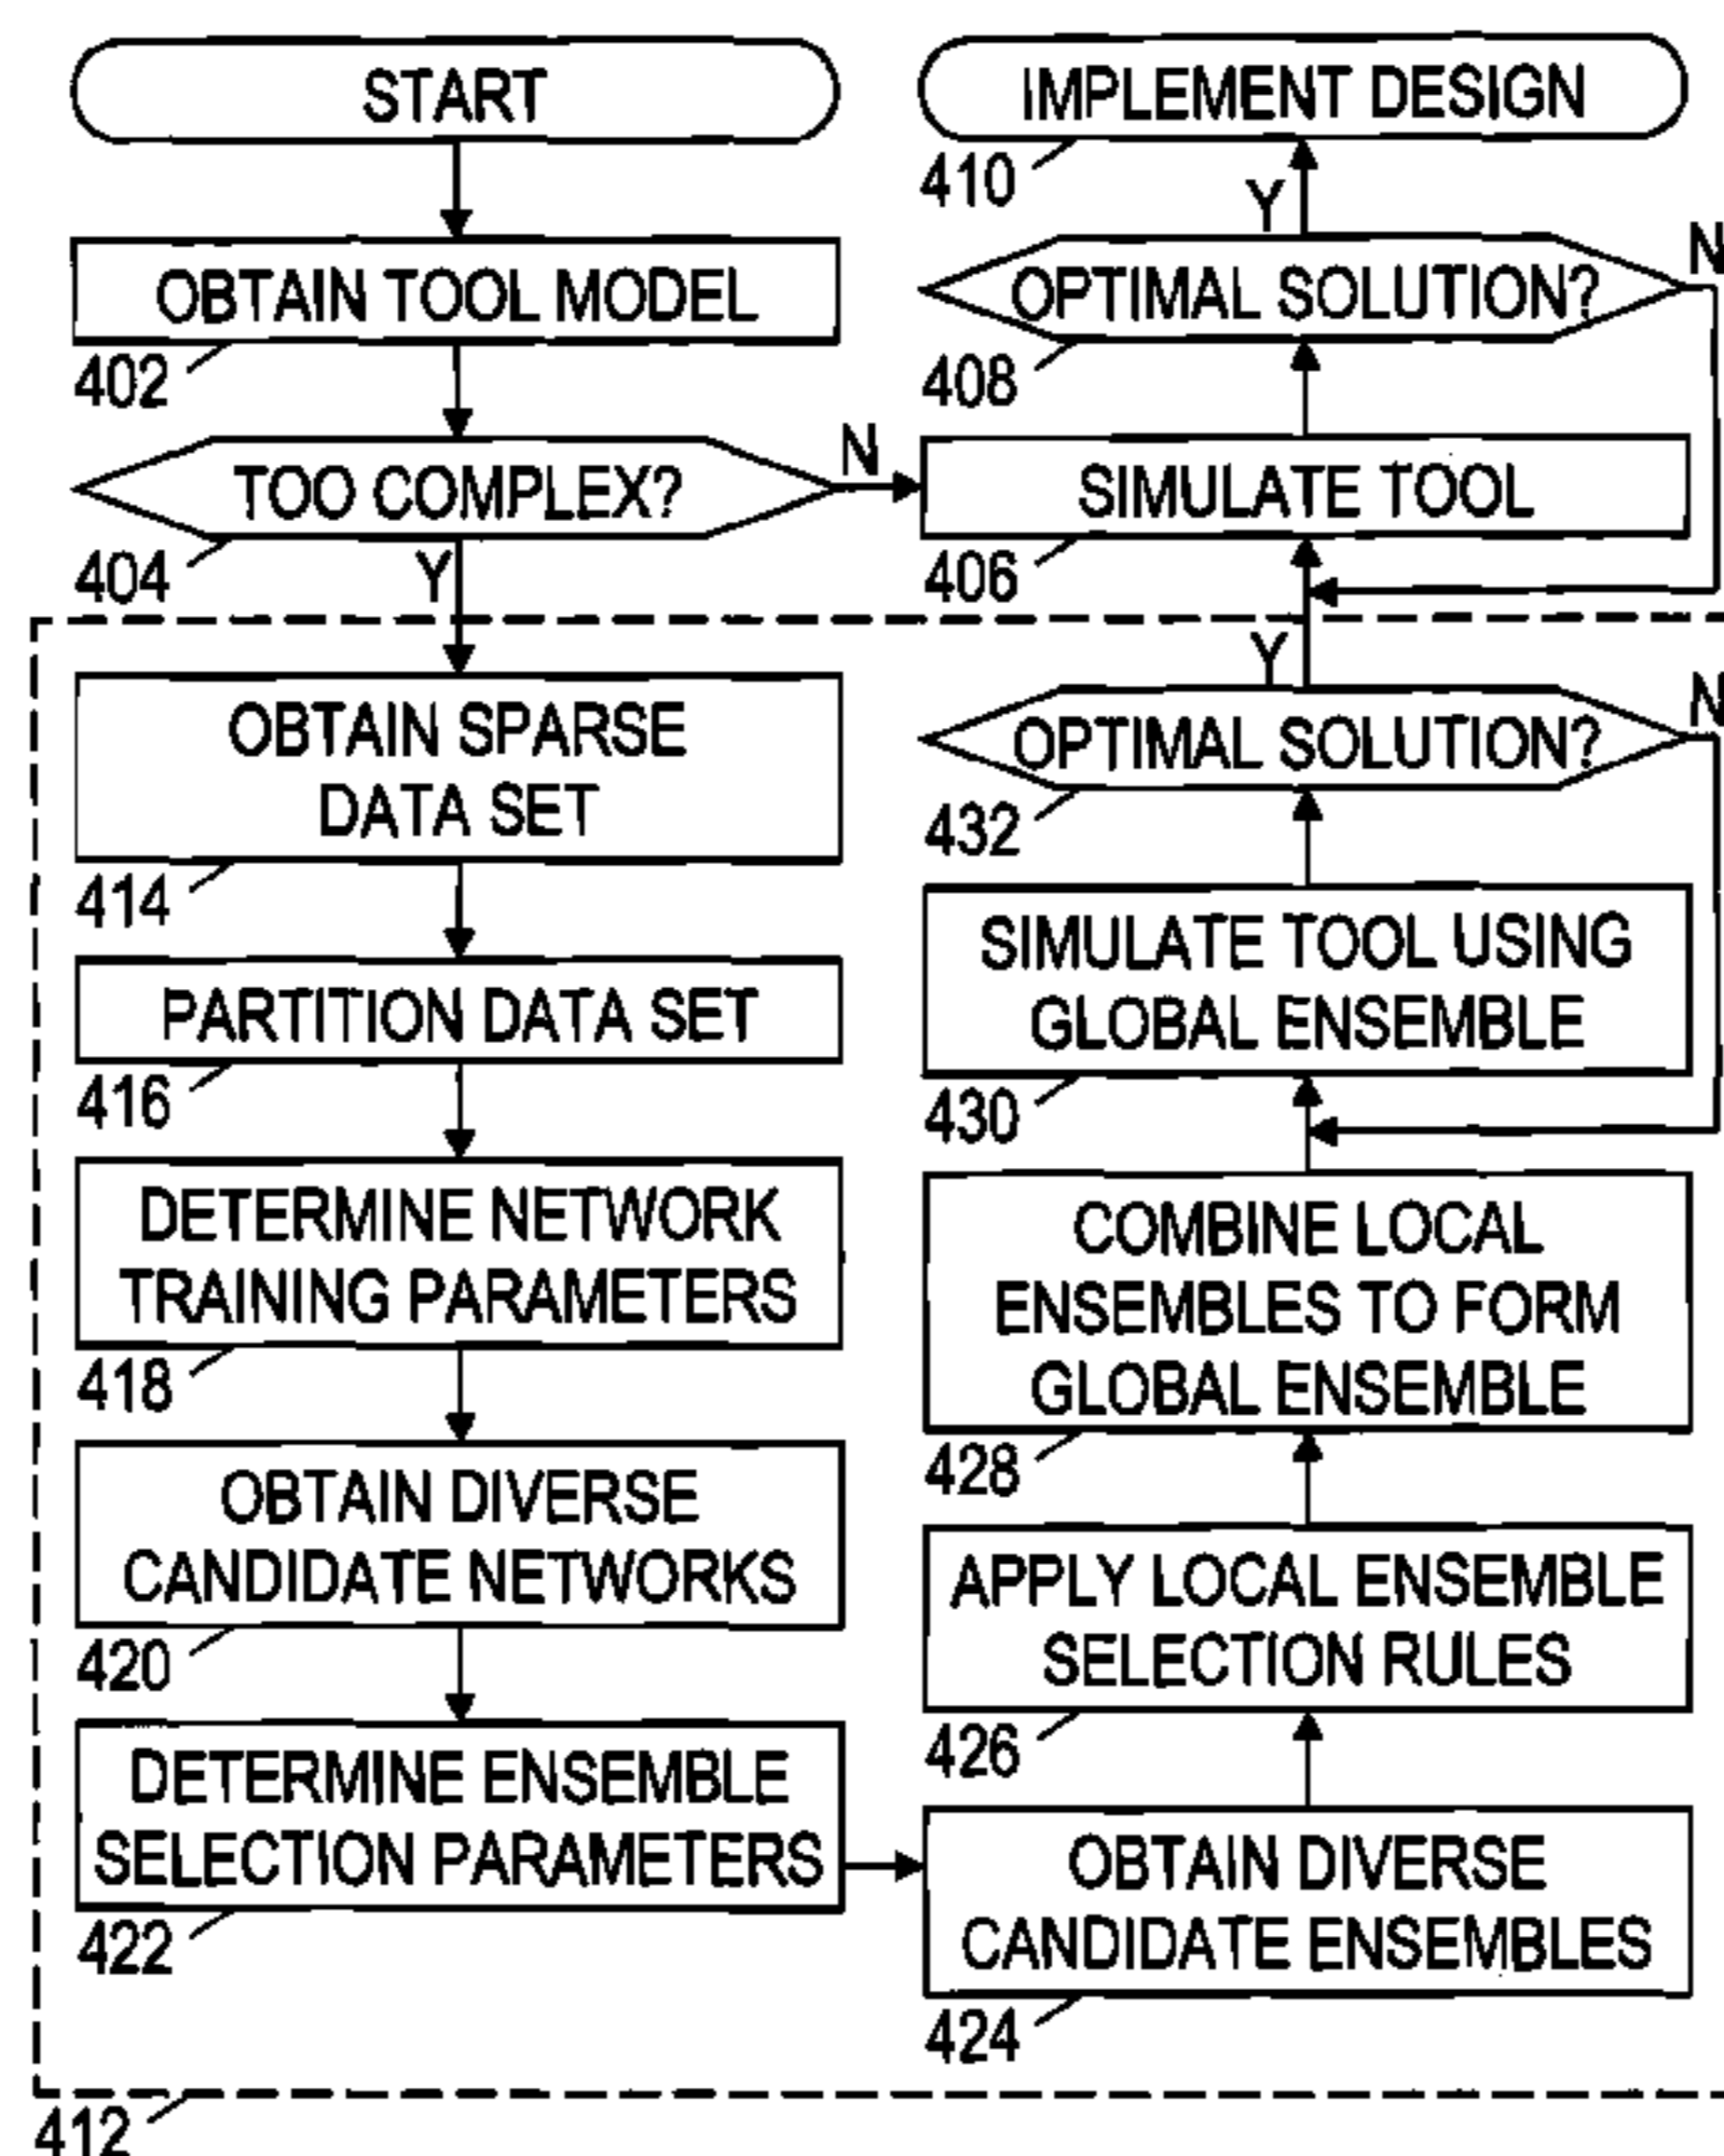 START
OBTAIN TOOL MODEL
402
TOO COMPLEX?
N
404
Y
OBTAIN SPARSE
DATA SET
414
PARTITION DATA SET
416
DETERMINE NETWORK
TRAINING PARAMETERS
418
OBTAIN DIVERSE
CANDIDATE NETWORKS
420
DETERMINE ENSEMBLE
SELECTION PARAMETERS
422
412
IMPLEMENT DESIGN
410
Y
N
OPTIMAL SOLUTION?
408
SIMULATE TOOL
406
Y
N
OPTIMAL SOLUTION?
432
SIMULATE TOOL USING
GLOBAL ENSEMBLE
430
COMBINE LOCAL
ENSEMBLES TO FORM
GLOBAL ENSEMBLE
428
APPLY LOCAL ENSEMBLE
SELECTION RULES
426
OBTAIN DIVERSE
CANDIDATE ENSEMBLES
424